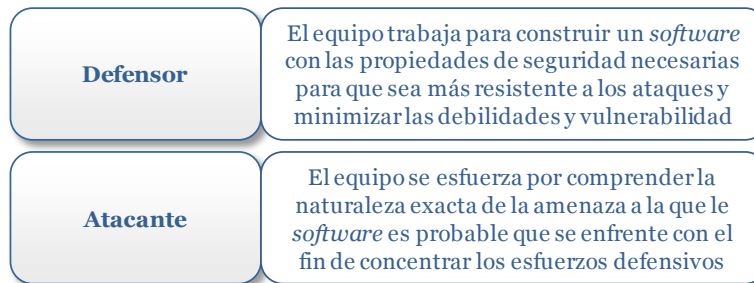 Defensor
El equipo trabaja para construir un software
con las propiedades de seguridad necesarias
para que sea más resistente a los ataques y
minimizar las debilidades y vulnerabilidad
Atacante
El equipo se esfuerza por comprender la
naturaleza exacta de la amenaza a la que le
software es probable que se enfrente con el
fin de concentrar los esfuerzos defensivos